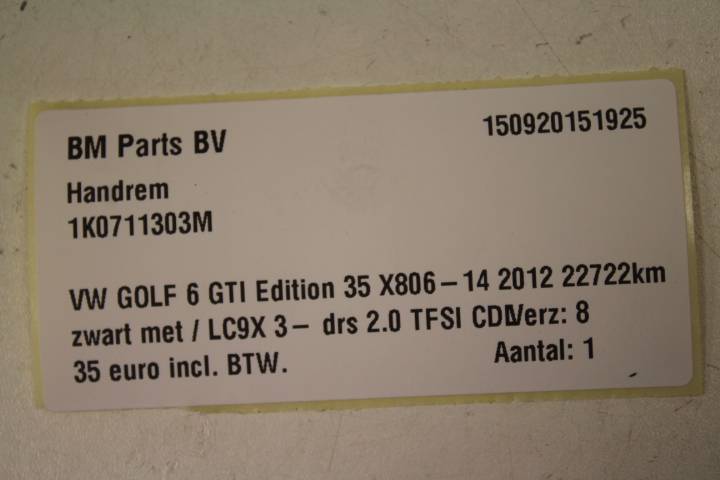 BM Parts BV 150920151925
Handrem
1K0711303M
VW GOLF 6 GTI Edition 35 X806-14 2012 22722km
zwart met / LC9X 3- drs 2.0 TFSI CDLVerz: 8
35 euro incl. BTW. Aantal: 1